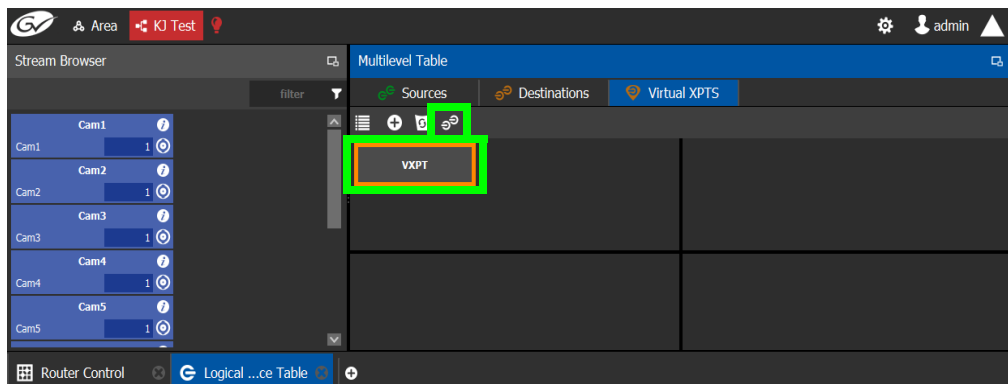 GV Area KJ Test admin
Stream Browser
Multilevel Table
filter
Sources Destinations Virtual XPTS
VXPT
Cam1
Cam1 1
Cam2
Cam2 1
Cam3
Cam3 1
Cam4
Cam4 1
Cam5
Cam5 1
Router Control Logical ...ce Table